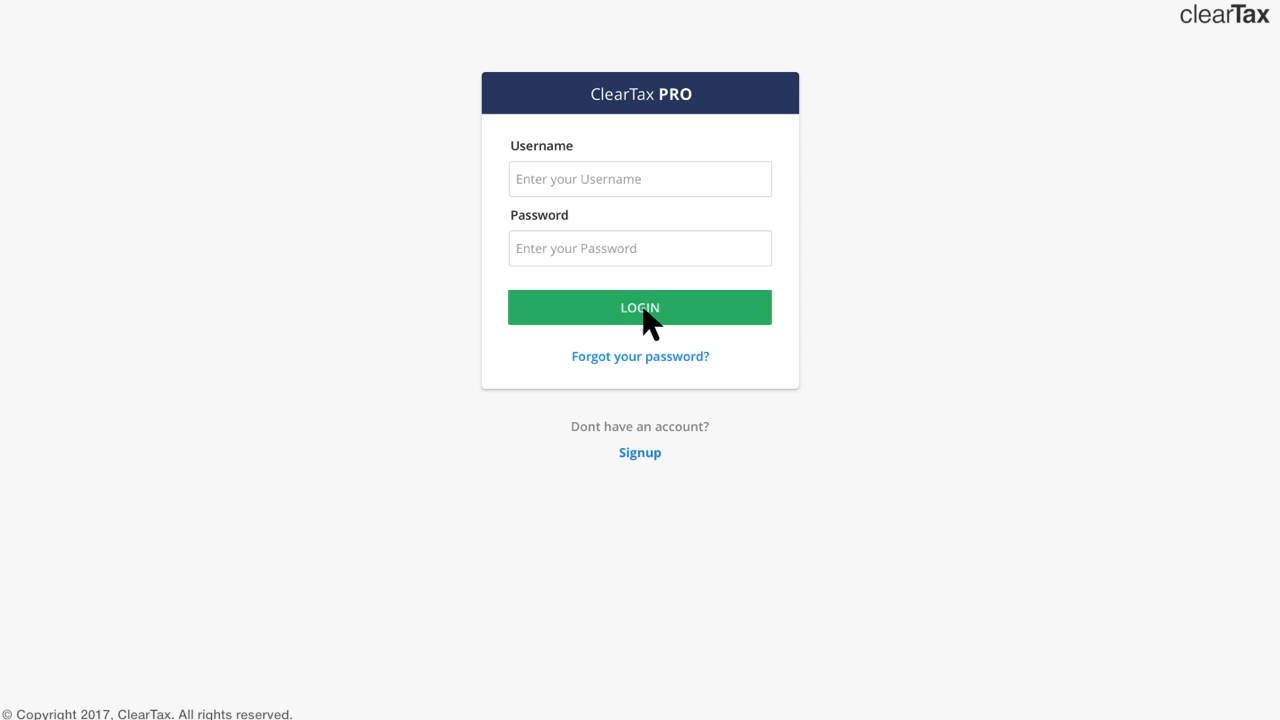 clearTax
ClearTax PRO
Username
Enter your Username
Password
Enter your Password
LOGIN
Forgot your password?
Dont have an account?
Signup
© Copyright 2017, ClearTax. All rights reserved.